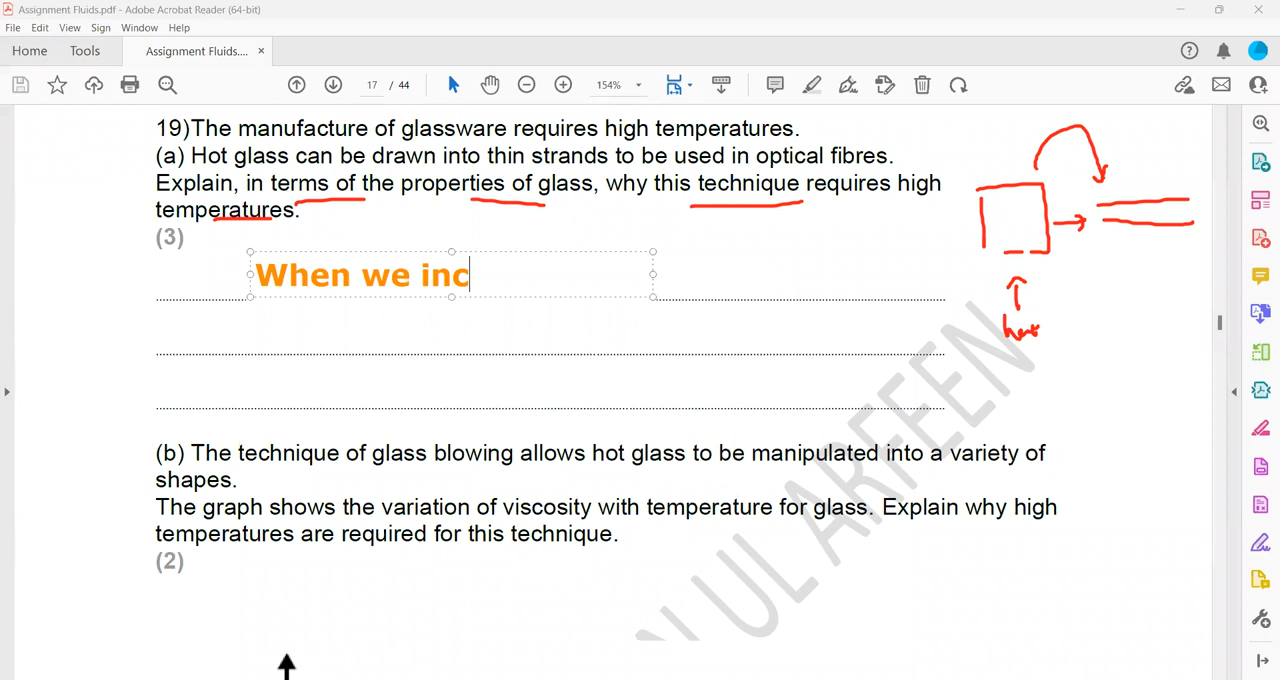 Assignment Fluids.pdf - Adobe Acrobat Reader (64-bit)
File Edit View Sign Window Help
Home Tools Assignment Fluids.... ×
17 / 44 154%
19)The manufacture of glassware requires high temperatures.
(a) Hot glass can be drawn into thin strands to be used in optical fibres.
Explain, in terms of the properties of glass, why this technique requires high
temperatures.
(3)
When we inc
heat
(b) The technique of glass blowing allows hot glass to be manipulated into a variety of
shapes.
The graph shows the variation of viscosity with temperature for glass. Explain why high
temperatures are required for this technique.
(2)
N UL ARFEEN